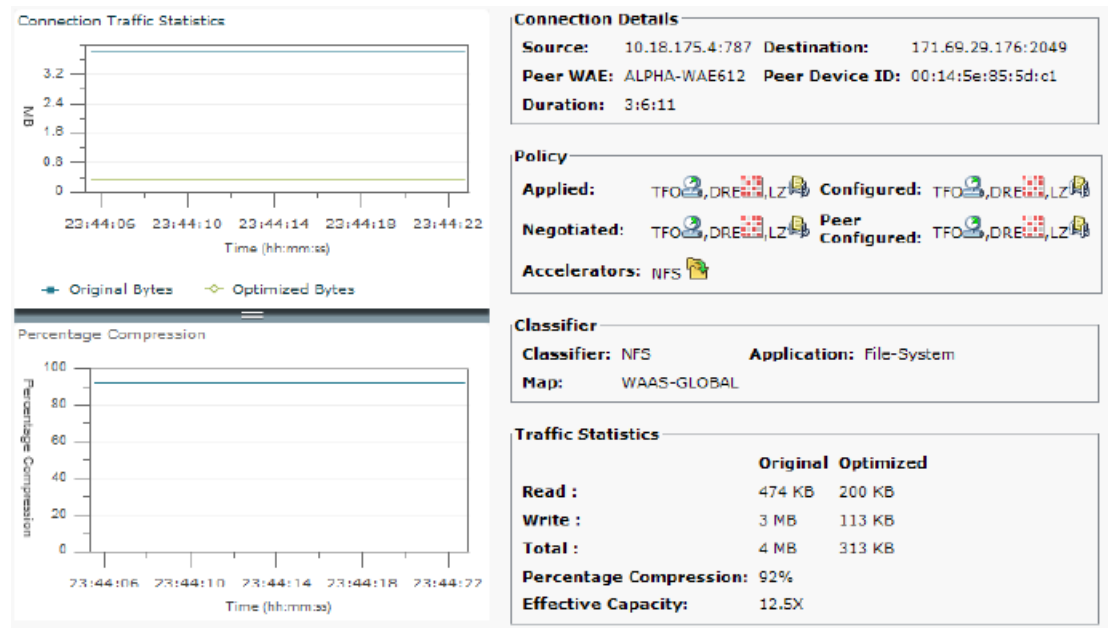 Connection Traffic Statistics
3.2
2.4
1.6
0.8
0
MB
23:44:06 23:44:10 23:44:14 23:44:18 23:44:22
Time (hh:mm:ss)
Original Bytes Optimized Bytes
Percentage Compression
100
80
60
40
20
0
Percentage Compression
23:44:06 23:44:10 23:44:14 23:44:18 23:44:22
Time (hh:mm:ss)
Connection Details
Source: 10.18.175.4:787 Destination: 171.69.29.176:2049
Peer WAE: ALPHA-WAE612 Peer Device ID: 00:14:5e:85:5d:c1
Duration: 3:6:11
Policy
Applied: TFO,DRE,LZ Configured: TFO,DRE,LZ
Negotiated: TFO,DRE,LZ Peer Configured: TFO,DRE,LZ
Accelerators: NFS
Classifier
Classifier: NFS Application: File-System
Map: WAAS-GLOBAL
Traffic Statistics
Original Optimized
Read : 474 KB 200 KB
Write : 3 MB 113 KB
Total : 4 MB 313 KB
Percentage Compression: 92%
Effective Capacity: 12.5X